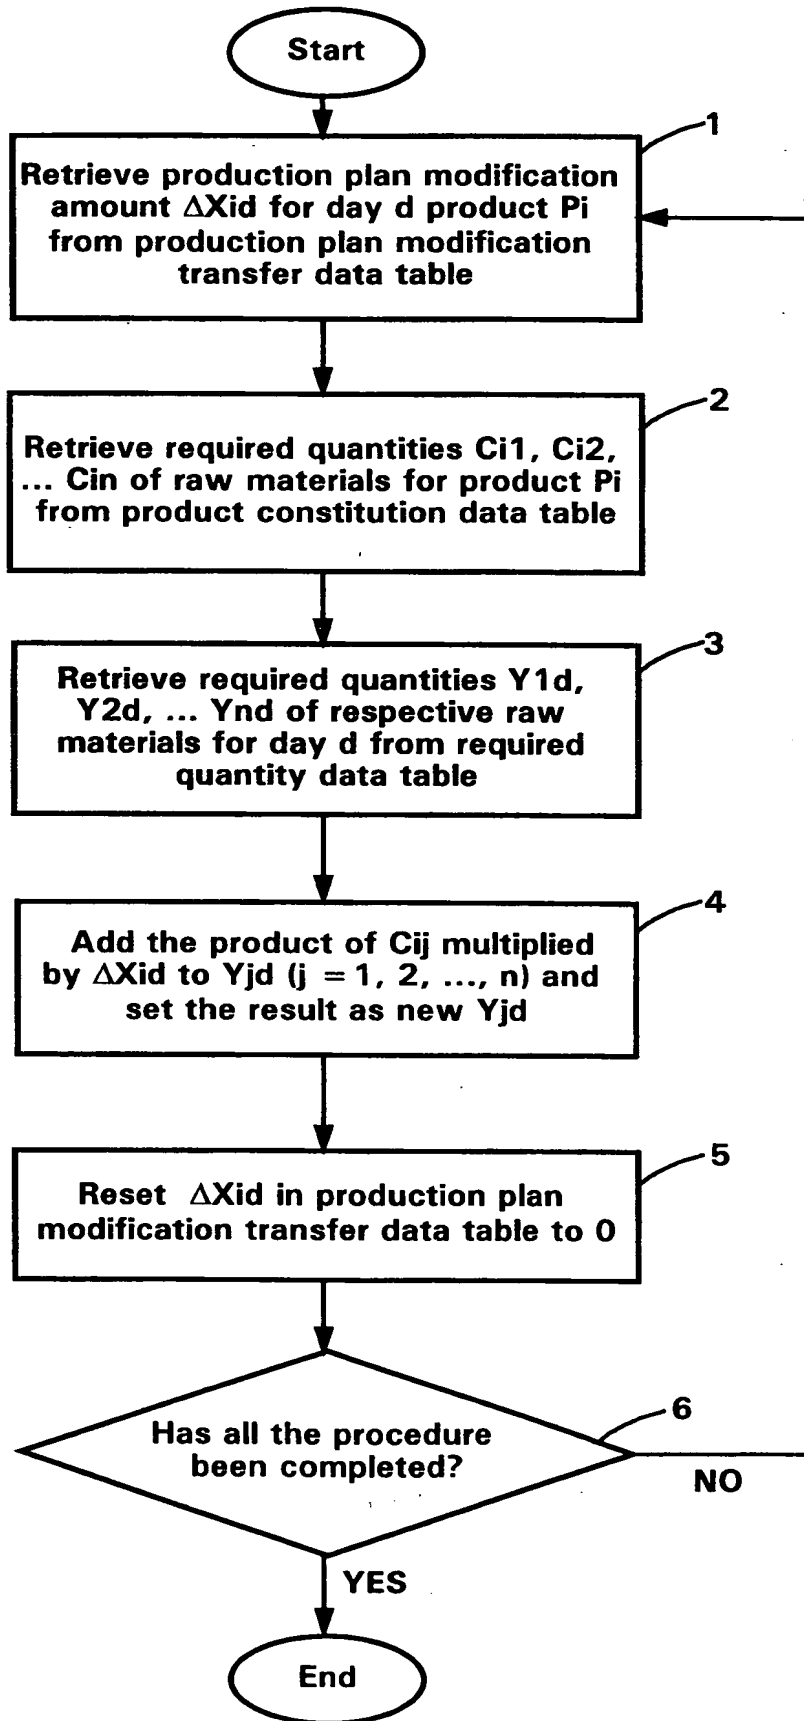 Start
1
Retrieve production plan modification
amount ΔXid for day d product Pi
from production plan modification
transfer data table
2
Retrieve required quantities Ci1, Ci2,
... Cin of raw materials for product Pi
from product constitution data table
3
Retrieve required quantities Y1d,
Y2d, ... Ynd of respective raw
materials for day d from required
quantity data table
4
Add the product of Cij multiplied
by ΔXid to Yjd (j = 1, 2, ..., n) and
set the result as new Yjd
5
Reset ΔXid in production plan
modification transfer data table to 0
6
Has all the procedure
been completed?
NO
YES
End